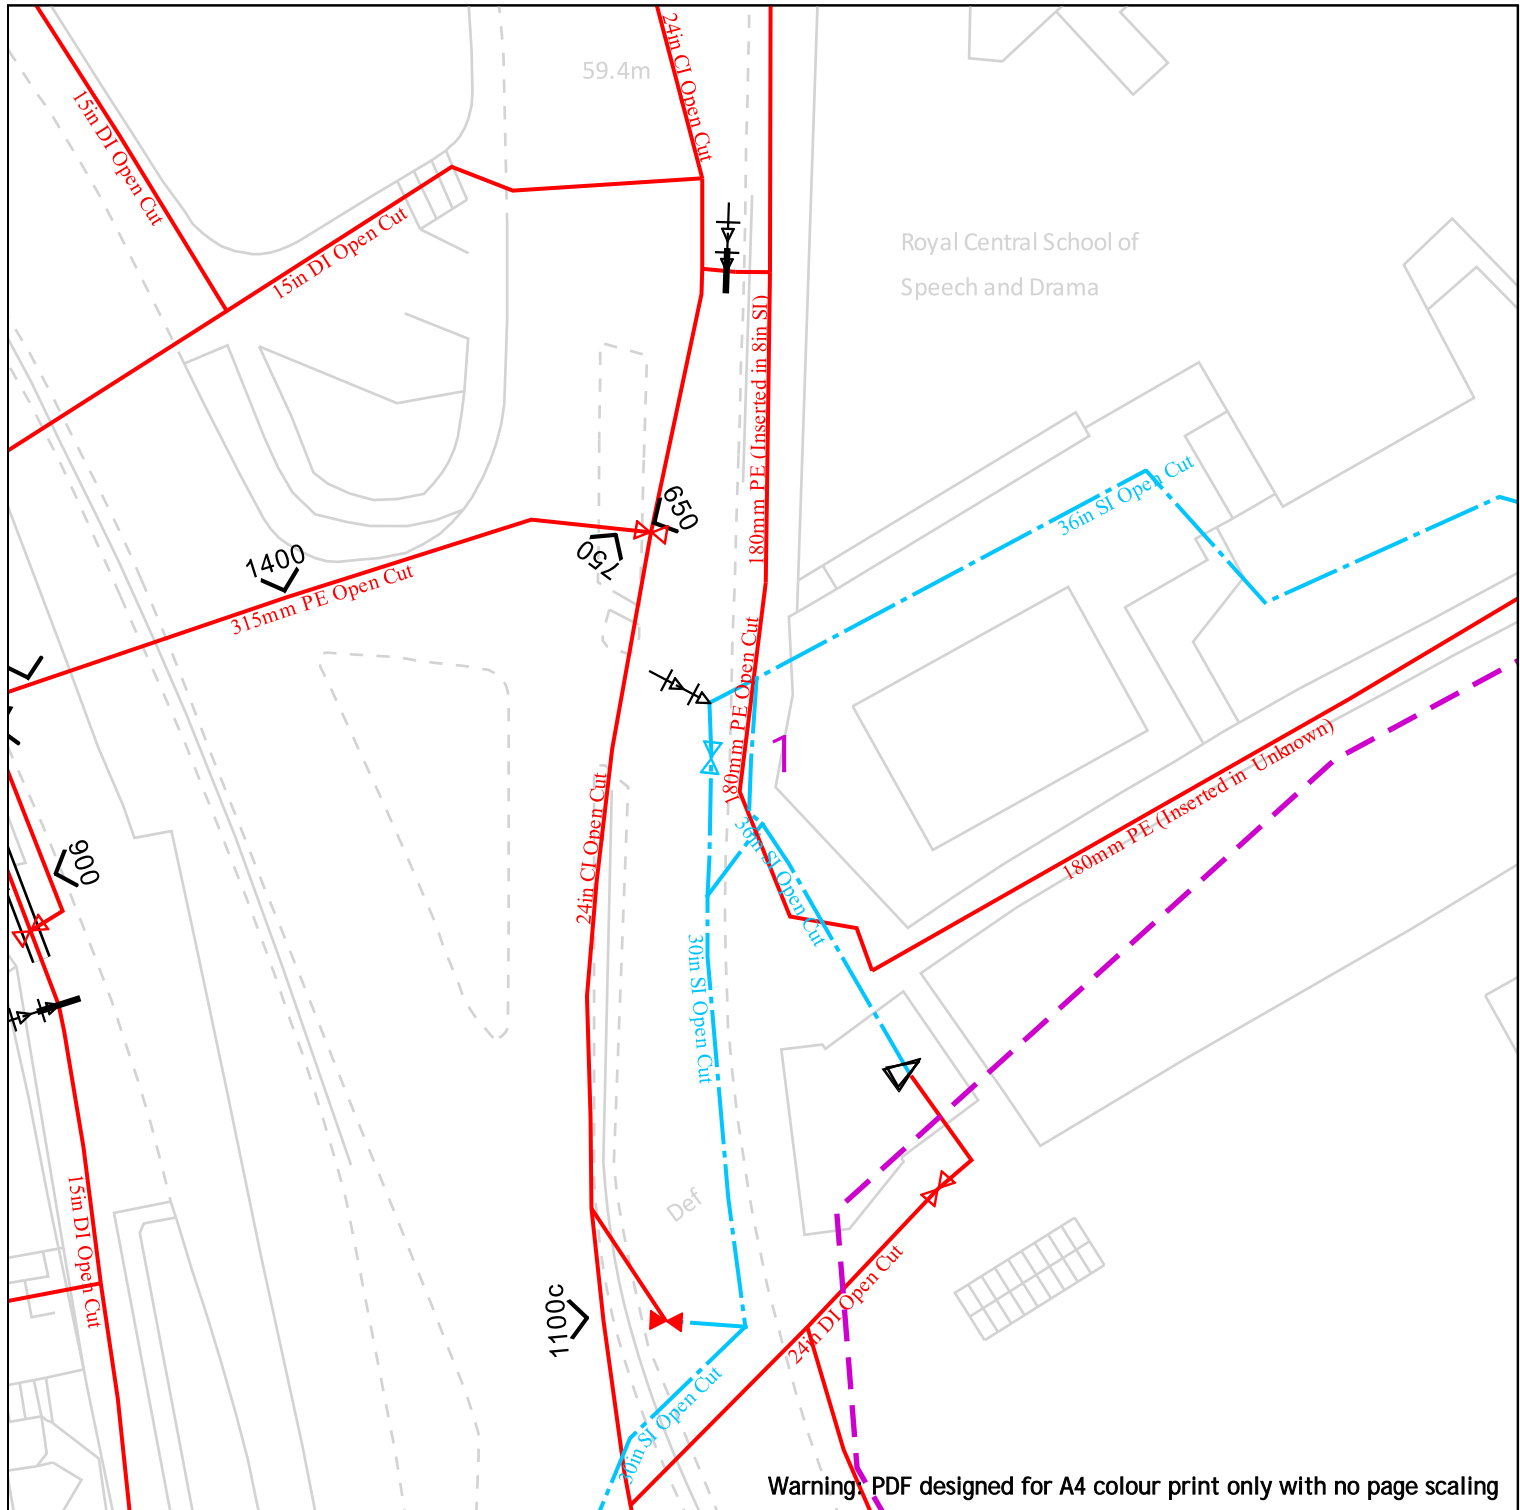 24in CI Open Cut
59.4m
15in DI Open Cut
15in DI Open Cut
Royal Central School of
Speech and Drama
180mm PE (Inserted in 8in SI)
36in SI Open Cut
650
750
1400
315mm PE Open Cut
180mm PE Open Cut
1
180mm PE (Inserted in Unknown)
24in CI Open Cut
36in SI Open Cut
900
30in SI Open Cut
15in DI Open Cut
Def
24in DI Open Cut
1100c
30in SI Open Cut
Warning: PDF designed for A4 colour print only with no page scaling